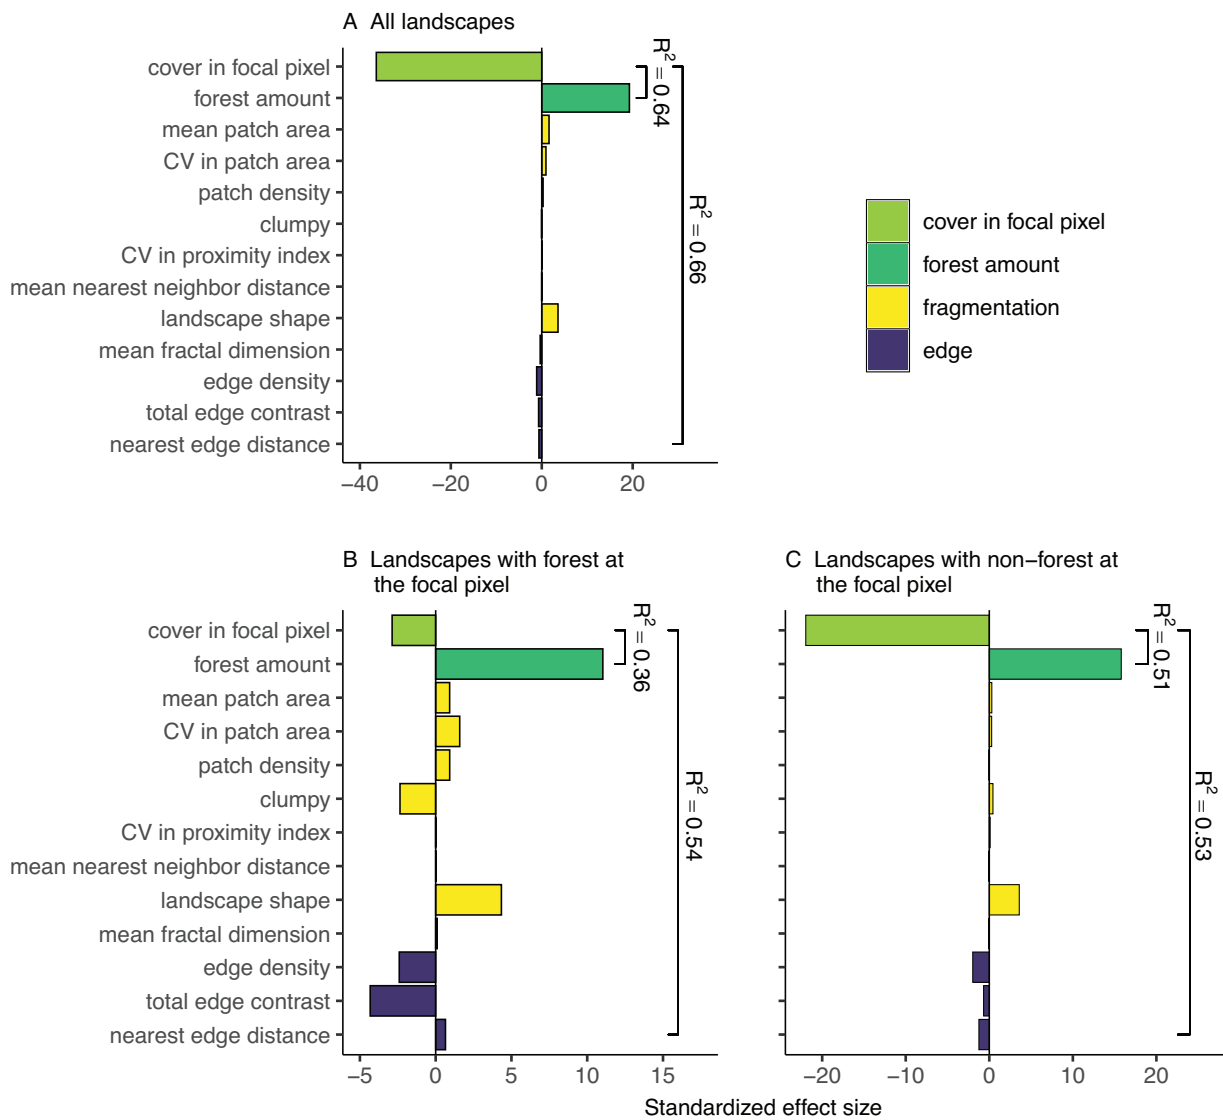 A All landscapes
cover in focal pixel
forest amount
mean patch area
CV in patch area
patch density
clumpy
CV in proximity index
mean nearest neighbor distance
landscape shape
mean fractal dimension
edge density
total edge contrast
nearest edge distance
R² = 0.64
R² = 0.66
−40 −20 0 20
cover in focal pixel
forest amount
fragmentation
edge
B Landscapes with forest at
the focal pixel
cover in focal pixel
forest amount
mean patch area
CV in patch area
patch density
clumpy
CV in proximity index
mean nearest neighbor distance
landscape shape
mean fractal dimension
edge density
total edge contrast
nearest edge distance
R² = 0.36
R² = 0.54
−5 0 5 10 15
C Landscapes with non−forest at
the focal pixel
R² = 0.51
R² = 0.53
−20 −10 0 10 20
Standardized effect size